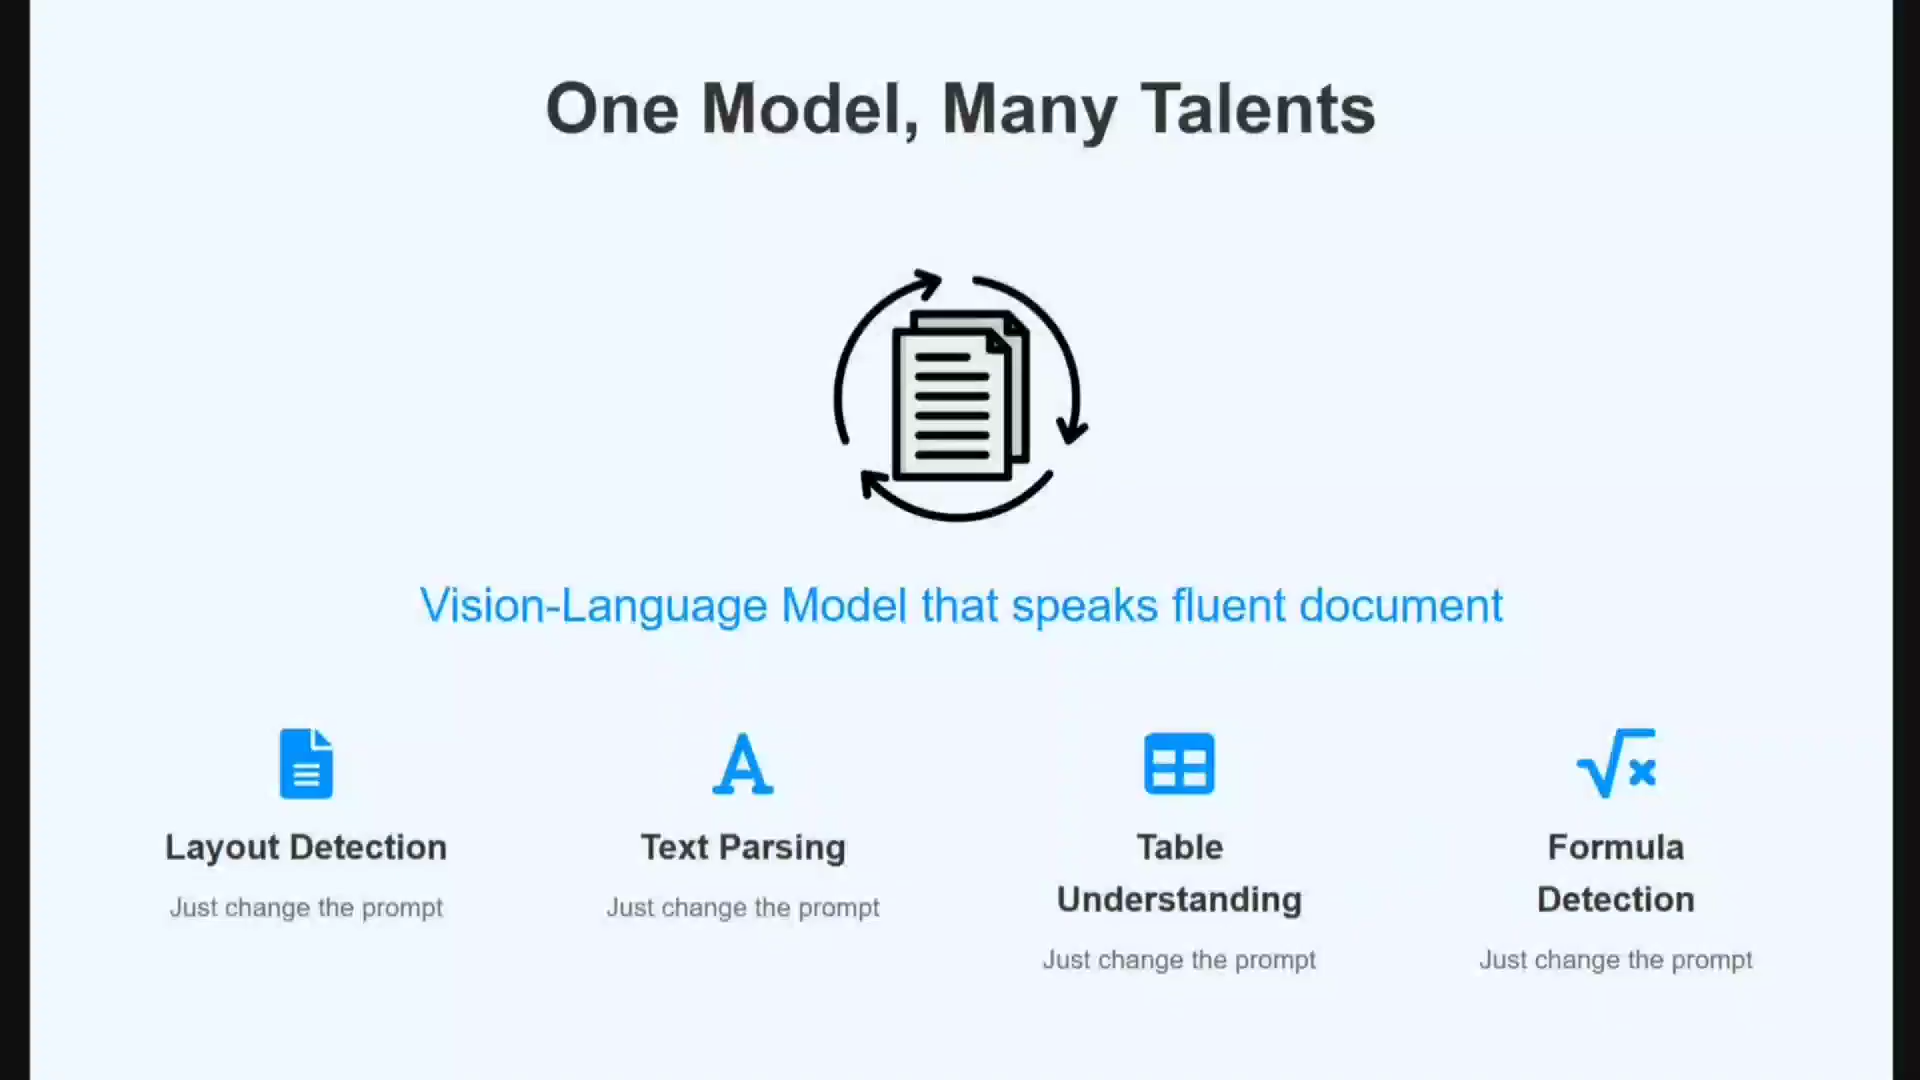 One Model, Many Talents
Vision-Language Model that speaks fluent document
Layout Detection
Just change the prompt
Text Parsing
Just change the prompt
Table
Understanding
Just change the prompt
Formula
Detection
Just change the prompt